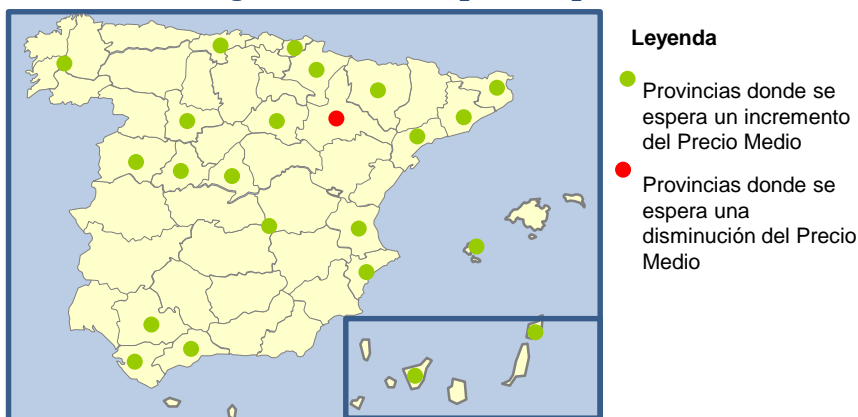 Leyenda
Provincias donde se
espera un incremento
del Precio Medio
Provincias donde se
espera una
disminución del Precio
Medio